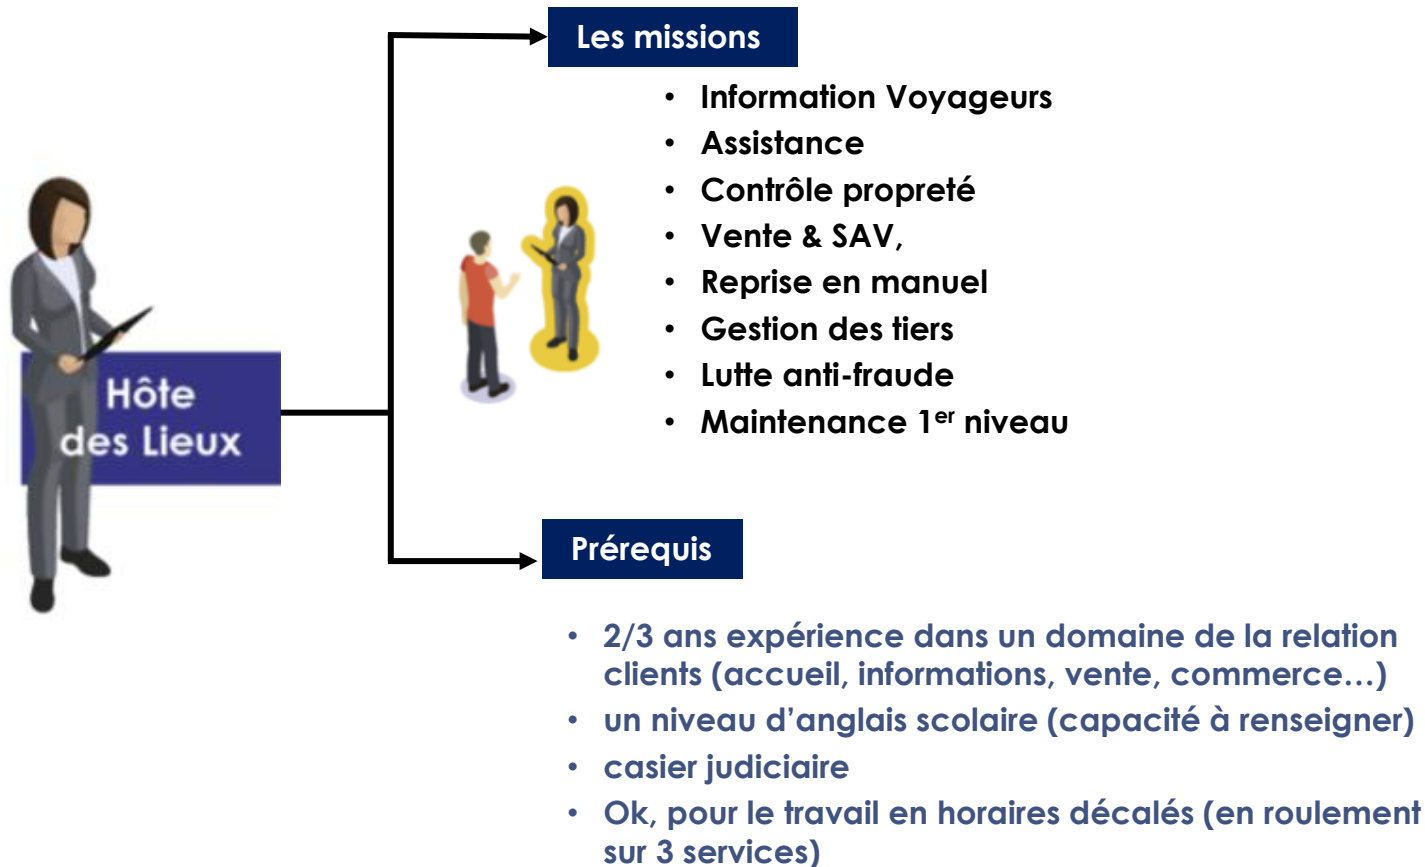 Les missions
• Information Voyageurs
• Assistance
• Contrôle propreté
• Vente & SAV,
• Reprise en manuel
• Gestion des tiers
• Lutte anti-fraude
• Maintenance 1er niveau
Hôte
des Lieux
Prérequis
• 2/3 ans expérience dans un domaine de la relation
clients (accueil, informations, vente, commerce…)
• un niveau d’anglais scolaire (capacité à renseigner)
• casier judiciaire
• Ok, pour le travail en horaires décalés (en roulement
sur 3 services)